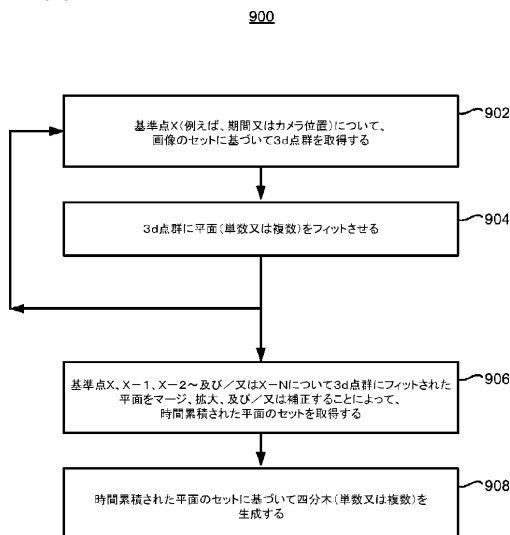 900
基準点X(例えば、期間又はカメラ位置)について、
画像のセットに基づいて3d点群を取得する
902
3d点群に平面(単数又は複数)をフィットさせる
904
基準点X、X-1、X-2~及び/又はX-Nについて3d点群にフィットされた
平面をマージ、拡大、及び/又は補正することによって、
時間累積された平面のセットを取得する
906
時間累積された平面のセットに基づいて四分木(単数又は複数)を
生成する
908